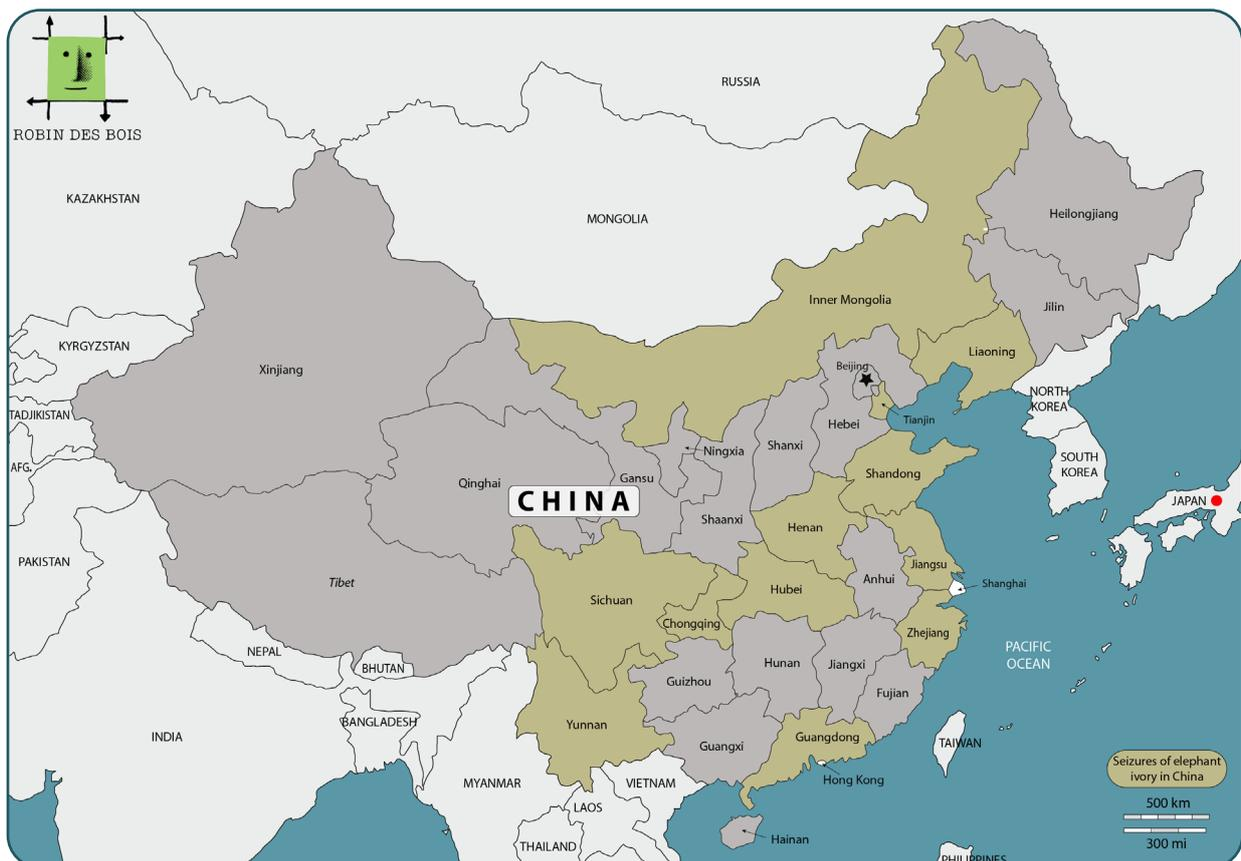 ROBIN DES BOIS
RUSSIA
KAZAKHSTAN
MONGOLIA
Heilongjiang
Inner Mongolia
Jilin
KYRGYZSTAN
Liaoning
Xinjiang
Beijing
NORTH
KOREA
TADJIKISTAN
Tianjin
Hebei
Shanxi
Ningxia
AFG.
SOUTH
KOREA
Shandong
Gansu
Qinghai
CHINA
JAPAN
Shaanxi
Henan
PAKISTAN
Jiangsu
Anhui
Tibet
Shanghai
Hubei
Sichuan
Chongqing
Zhejiang
NEPAL
PACIFIC
OCEAN
BHUTAN
Hunan
Jiangxi
Guizhou
Fujian
BANGLADESH
Yunnan
INDIA
Guangdong
TAIWAN
Guangxi
Seizures of elephant
ivory in China
MYANMAR
VIETNAM
Hong Kong
LAOS
500 km
Hainan
300 mi
THAILAND
PHILIPPINES